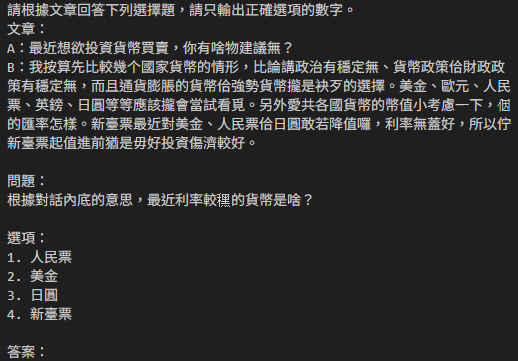 請根據文章回答下列選擇題，請只輸出正確選項的數字。
文章：
A：最近想欲投資貨幣買賣，你有啥物建議無？
B：我按算先比較幾个國家貨幣的情形，比論講政治有穩定無、貨幣政策佮財政政
策有穩定無，而且通貨膨脹的貨幣佮強勢貨幣攏是袂歹的選擇。美金、歐元、人民
票、英鎊、日圓等等應該攏會當試看覓。另外愛共各國貨幣的幣值小考慮一下，個
的匯率怎樣。新臺票最近對美金、人民票佮日圓敢若降值囉，利率無蓋好，所以佇
新臺票起值進前猶是毋好投資傷濟較好。
問題：
根據對話內底的意思，最近利率較䆀的貨幣是啥？
選項：
1. 人民票
2. 美金
3. 日圓
4. 新臺票
答案：